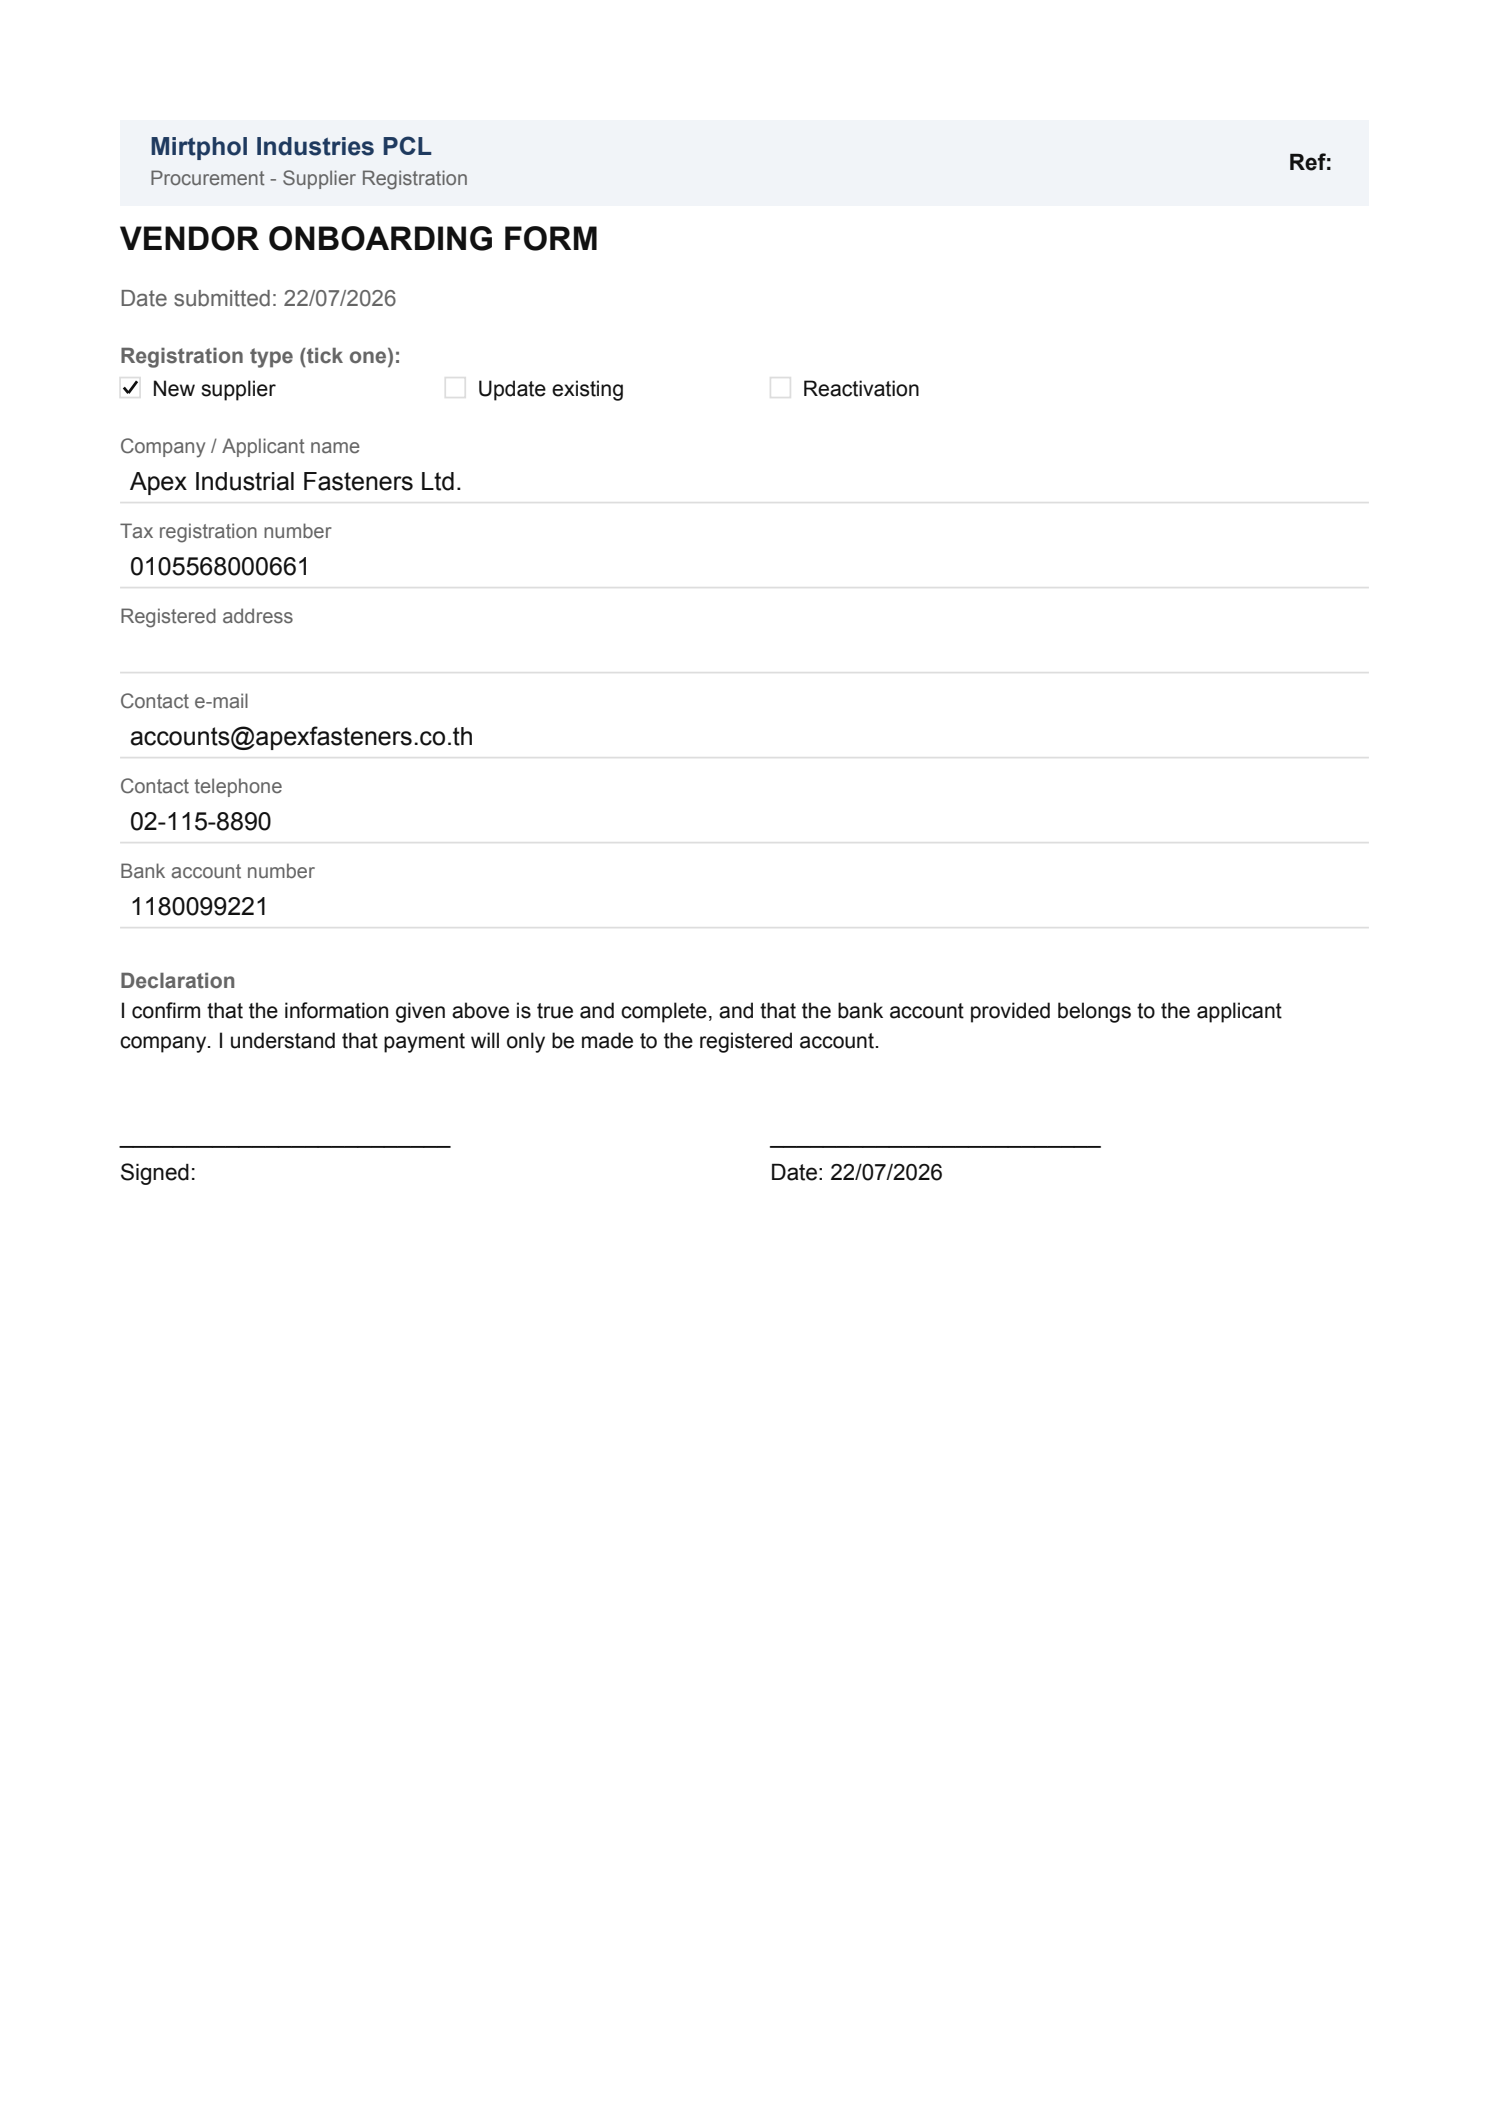 Mirtphol Industries PCL
Procurement - Supplier Registration
Ref:
VENDOR ONBOARDING FORM
Date submitted: 22/07/2026
Registration type (tick one):
New supplier Update existing Reactivation
Company / Applicant name
Apex Industrial Fasteners Ltd.
Tax registration number
0105568000661
Registered address
Contact e-mail
accounts@apexfasteners.co.th
Contact telephone
02-115-8890
Bank account number
1180099221
Declaration
I confirm that the information given above is true and complete, and that the bank account provided belongs to the applicant
company. I understand that payment will only be made to the registered account.
Signed: Date: 22/07/2026